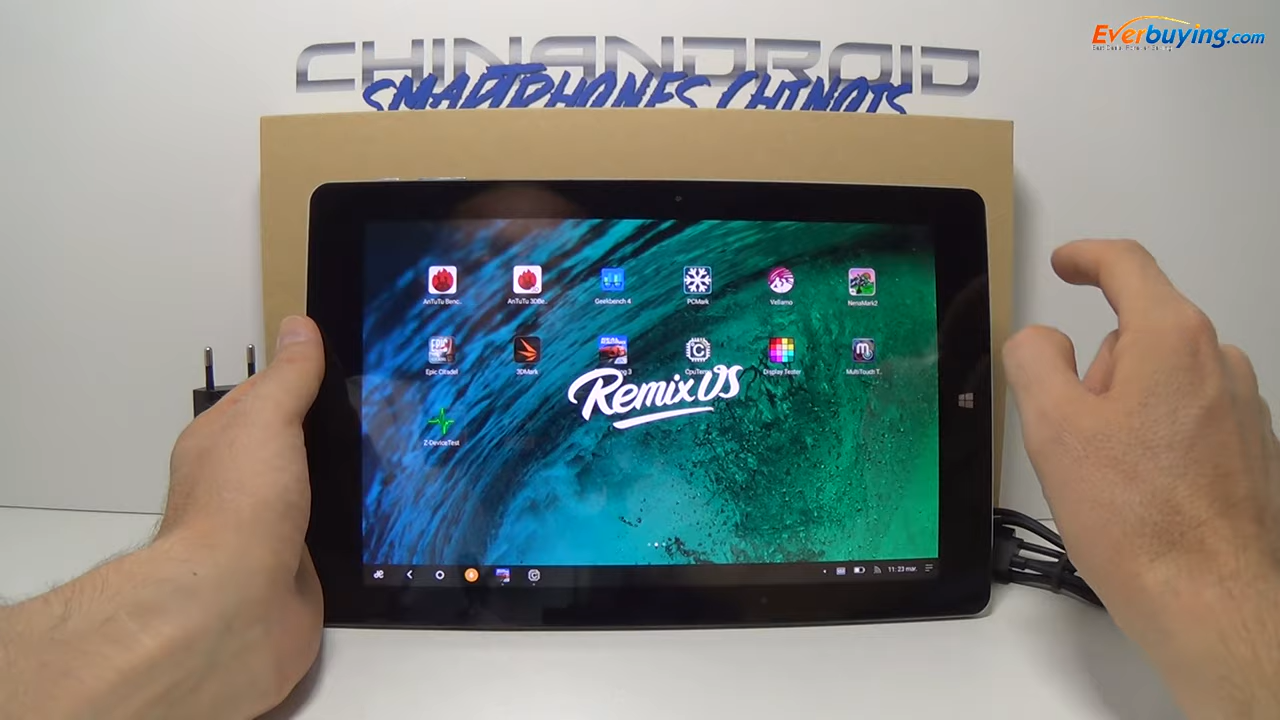 Everbuying.com
CHINANDROID
SMARTPHONES CHINOIS
AnTuTu Benc..
AnTuTu 3DBe..
Geekbench 4
PCMark
Vellamo
NenaMark2
Epic Citadel
3DMark
CpuTemp
Display Tester
MultiTouch T..
Remix OS
Z-DeviceTest
11:23 mar.